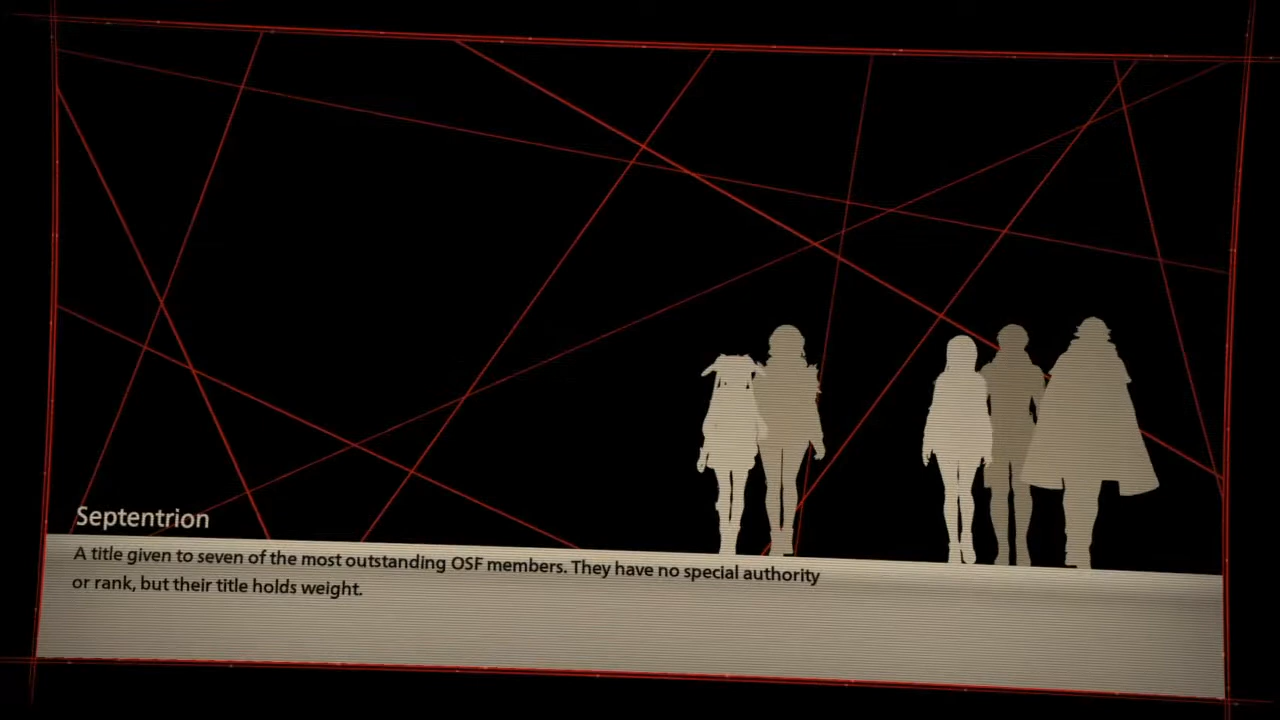 Septentrion
A title given to seven of the most outstanding OSF members. They have no special authority
or rank, but their title holds weight.